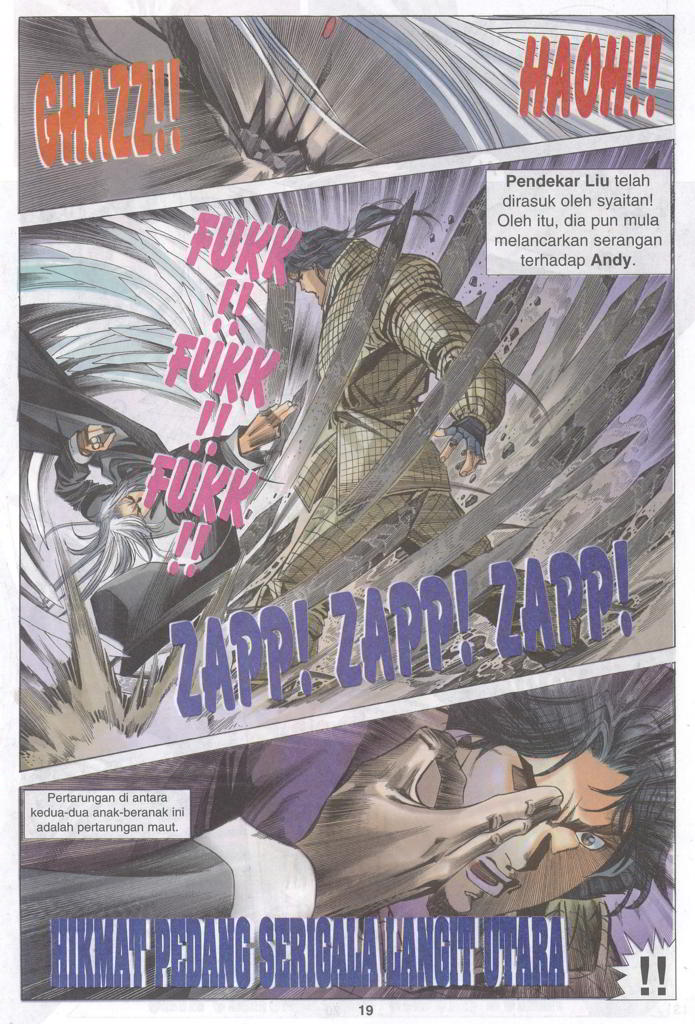 GHAZZ!!
HAOH!!
Pendekar Liu telah
dirasuk oleh syaitan!
Oleh itu, dia pun mula
melancarkan serangan
terhadap Andy.
FUKK
!!
FUKK
!!
FUKK
!!
ZAPP! ZAPP! ZAPP!
Pertarungan di antara
kedua-dua anak-beranak ini
adalah pertarungan maut.
HIKMAT PEDANG SERIGALA LANGIT UTARA
!!
19